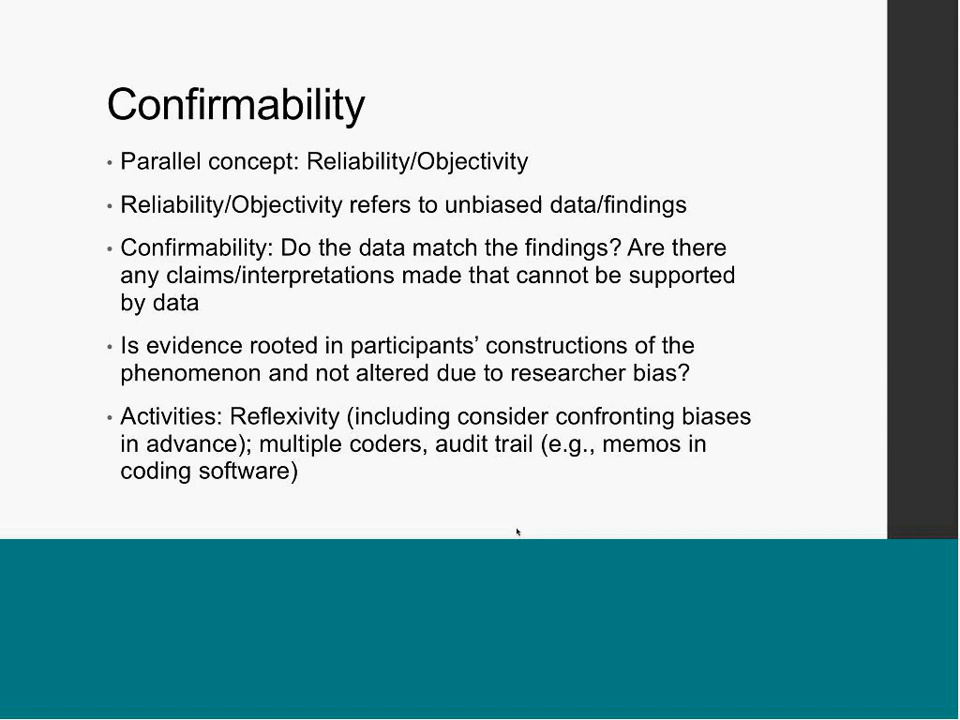 Confirmability
• Parallel concept: Reliability/Objectivity
• Reliability/Objectivity refers to unbiased data/findings
• Confirmability: Do the data match the findings? Are there
any claims/interpretations made that cannot be supported
by data
• Is evidence rooted in participants’ constructions of the
phenomenon and not altered due to researcher bias?
• Activities: Reflexivity (including consider confronting biases
in advance); multiple coders, audit trail (e.g., memos in
coding software)